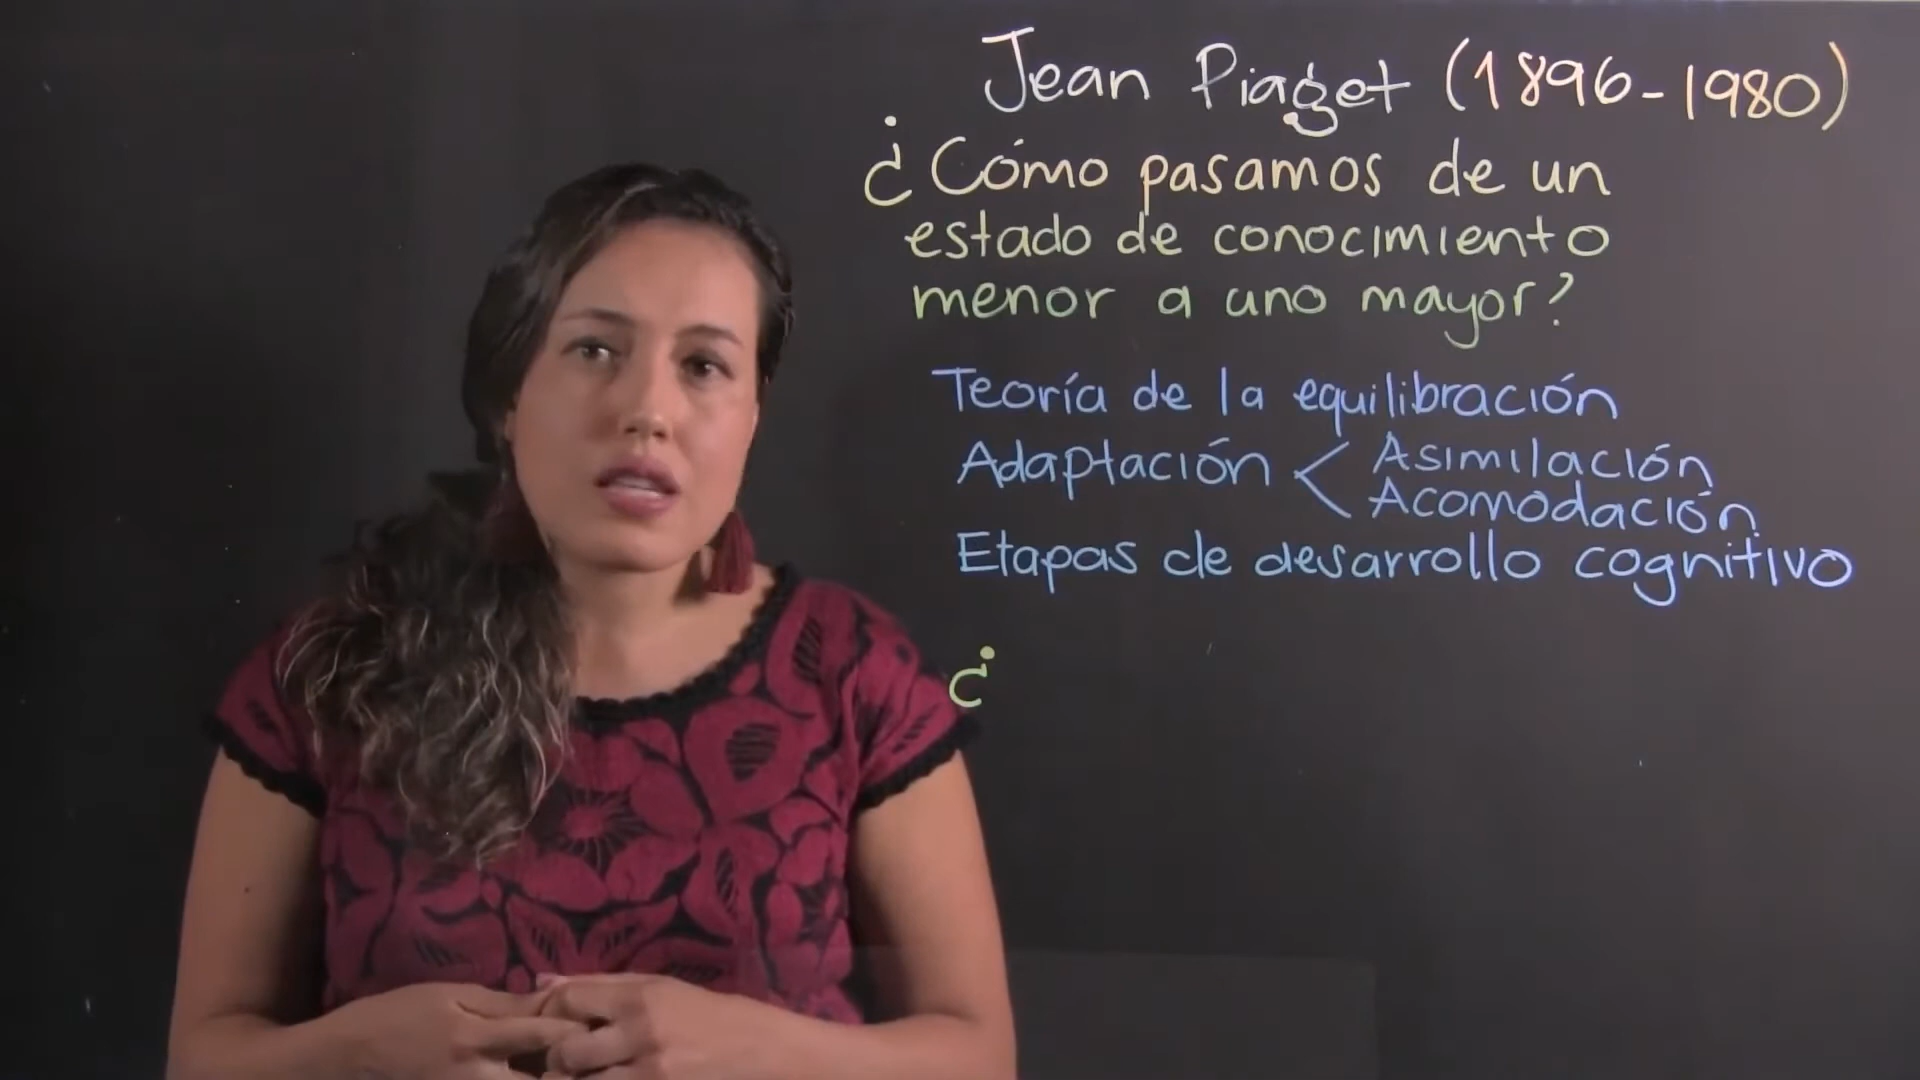 Jean Piaget (1896-1980)
¿Cómo pasamos de un
estado de conocimiento
menor a uno mayor?
Teoría de la equilibración
Adaptación < Asimilación
Acomodación
Etapas de desarrollo cognitivo
¿